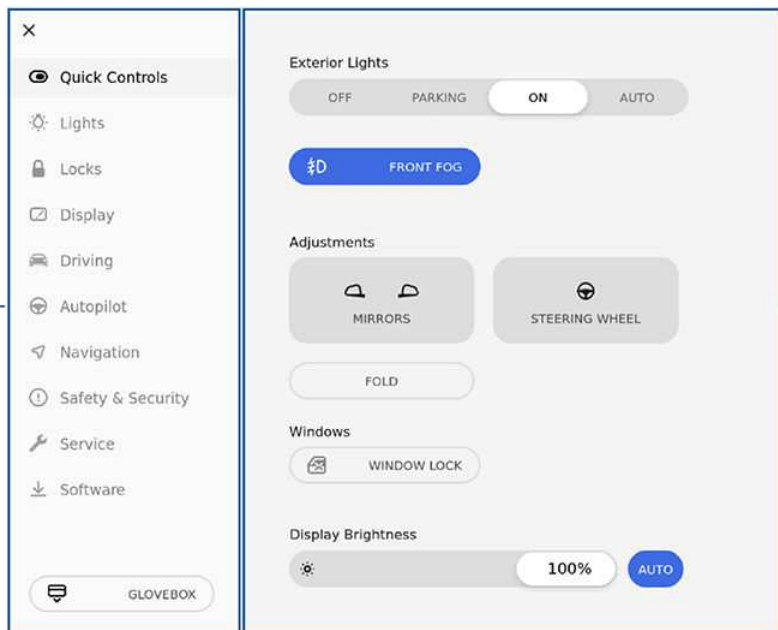 Quick Controls
Lights
Locks
Display
Driving
Autopilot
Navigation
Safety & Security
Service
Software
GLOVEBOX
Exterior Lights
OFF PARKING ON AUTO
FRONT FOG
Adjustments
MIRRORS STEERING WHEEL
FOLD
Windows
WINDOW LOCK
Display Brightness
100% AUTO